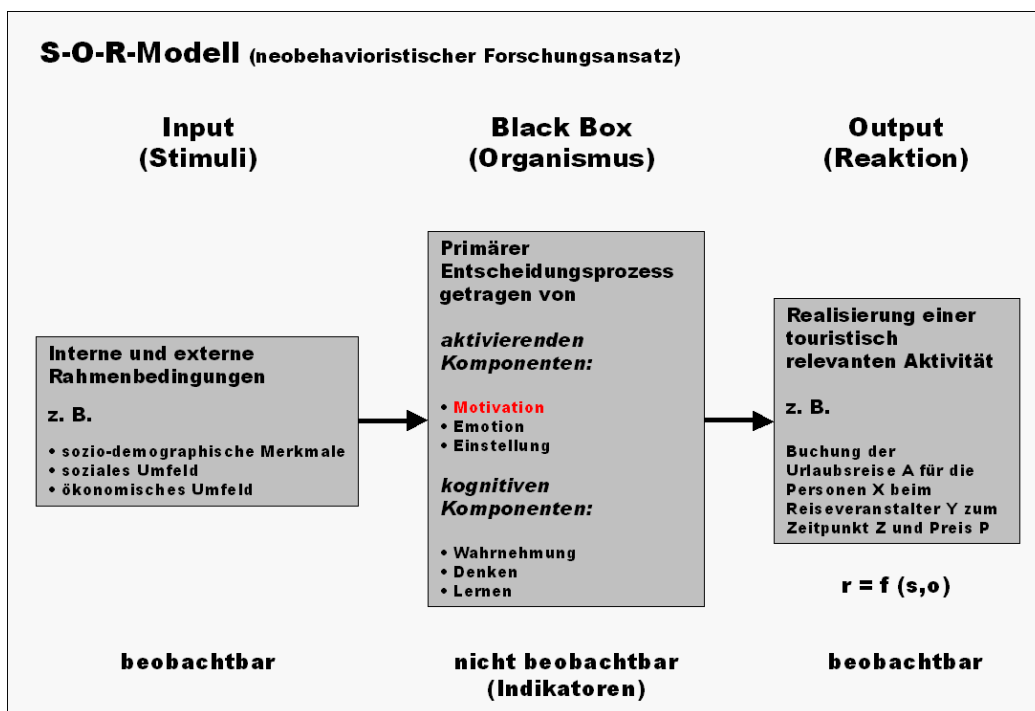 S-O-R-Modell (neobehavioristischer Forschungsansatz)
Input
(Stimuli)
Black Box
(Organismus)
Output
(Reaktion)
Interne und externe
Rahmenbedingungen
z. B.
• sozio-demographische Merkmale
• soziales Umfeld
• ökonomisches Umfeld
Primärer
Entscheidungsprozess
getragen von
aktivierenden
Komponenten:
• Motivation
• Emotion
• Einstellung
kognitiven
Komponenten:
• Wahrnehmung
• Denken
• Lernen
Realisierung einer
touristisch
relevanten Aktivität
z. B.
Buchung der
Urlaubsreise A für die
Personen X beim
Reiseveranstalter Y zum
Zeitpunkt Z und Preis P
r = f (s,o)
beobachtbar
nicht beobachtbar
(Indikatoren)
beobachtbar